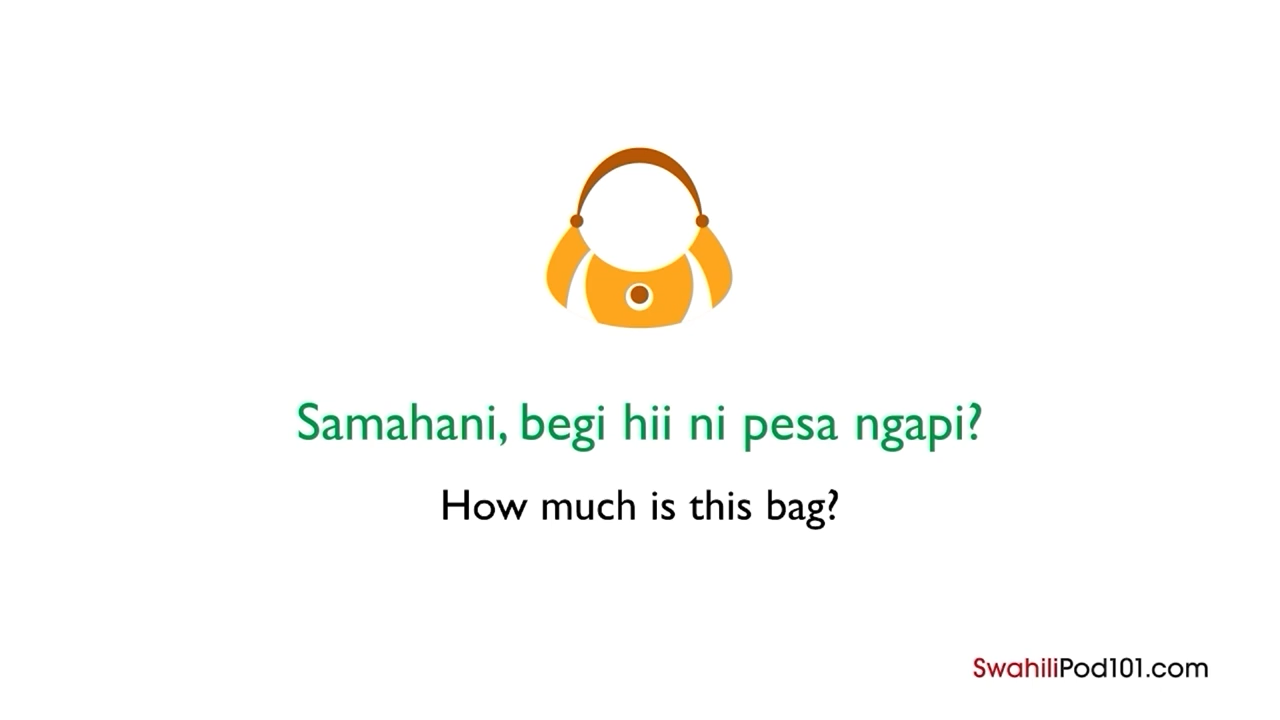 Samahani, begi hii ni pesa ngapi?
How much is this bag?
SwahiliPod101.com